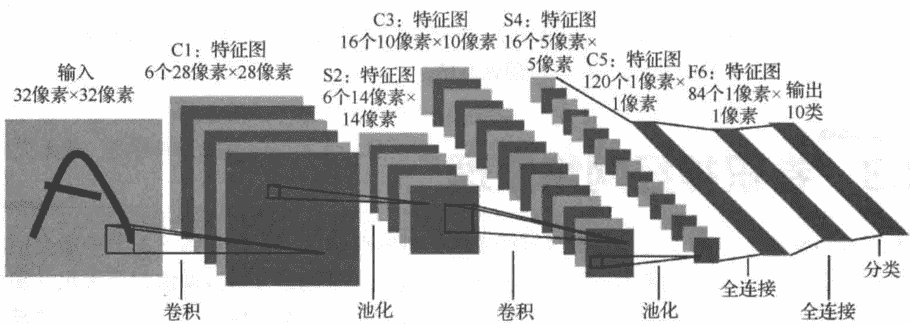 输入
32像素×32像素
C1：特征图
6个28像素×28像素
S2：特征图
6个14像素×
14像素
C3：特征图
16个10像素×10像素
S4：特征图
16个5像素×
5像素
C5：特征图
120个1像素×
1像素
F6：特征图
84个1像素×
1像素
输出
10类
A
卷积
池化
卷积
池化
全连接
全连接
分类